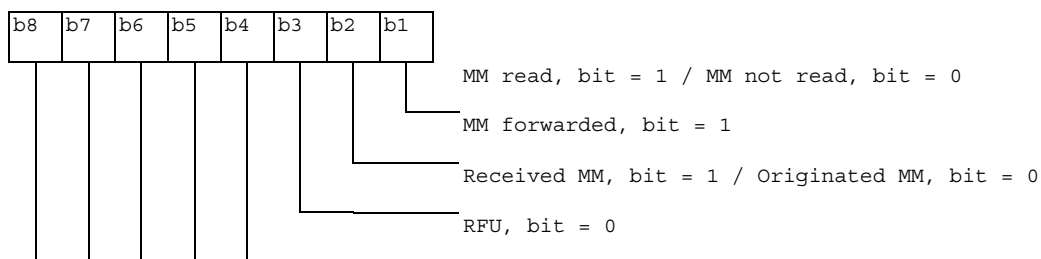 b8 b7 b6 b5 b4 b3 b2 b1
MM read, bit = 1 / MM not read, bit = 0
MM forwarded, bit = 1
Received MM, bit = 1 / Originated MM, bit = 0
RFU, bit = 0